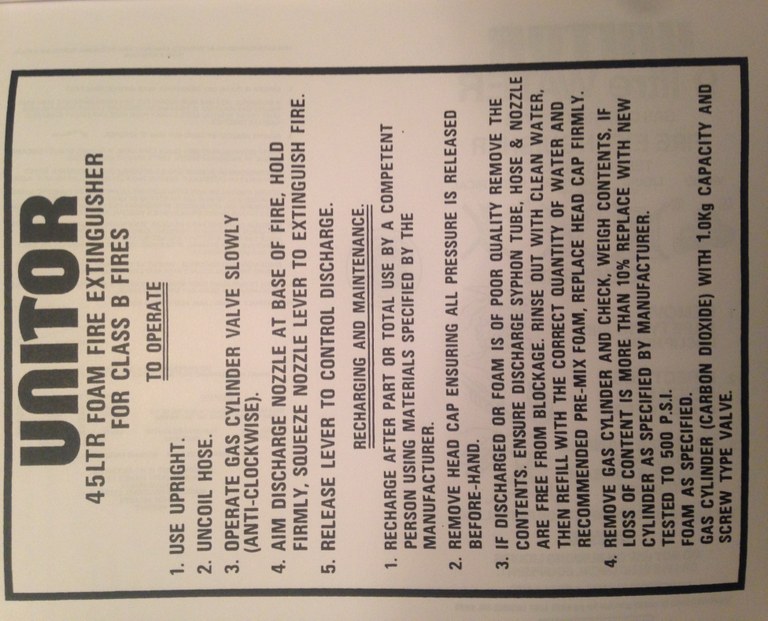 UNITOR
45LTR FOAM FIRE EXTINGUISHER
FOR CLASS B FIRES
TO OPERATE
1. USE UPRIGHT.
2. UNCOIL HOSE.
3. OPERATE GAS CYLINDER VALVE SLOWLY
(ANTI-CLOCKWISE).
4. AIM DISCHARGE NOZZLE AT BASE OF FIRE, HOLD
FIRMLY, SQUEEZE NOZZLE LEVER TO EXTINGUISH FIRE.
5. RELEASE LEVER TO CONTROL DISCHARGE.
RECHARGING AND MAINTENANCE.
1. RECHARGE AFTER PART OR TOTAL USE BY A COMPETENT
PERSON USING MATERIALS SPECIFIED BY THE
MANUFACTURER.
2. REMOVE HEAD CAP ENSURING ALL PRESSURE IS RELEASED
BEFORE-HAND.
3. IF DISCHARGED OR FOAM IS OF POOR QUALITY REMOVE THE
CONTENTS. ENSURE DISCHARGE SYPHON TUBE, HOSE & NOZZLE
ARE FREE FROM BLOCKAGE. RINSE OUT WITH CLEAN WATER,
THEN REFILL WITH THE CORRECT QUANTITY OF WATER AND
RECOMMENDED PRE-MIX FOAM, REPLACE HEAD CAP FIRMLY.
4. REMOVE GAS CYLINDER AND CHECK, WEIGH CONTENTS, IF
LOSS OF CONTENT IS MORE THAN 10% REPLACE WITH NEW
CYLINDER AS SPECIFIED BY MANUFACTURER.
TESTED TO 500 P.S.I.
FOAM AS SPECIFIED.
GAS CYLINDER (CARBON DIOXIDE) WITH 1.0Kg CAPACITY AND
SCREW TYPE VALVE.